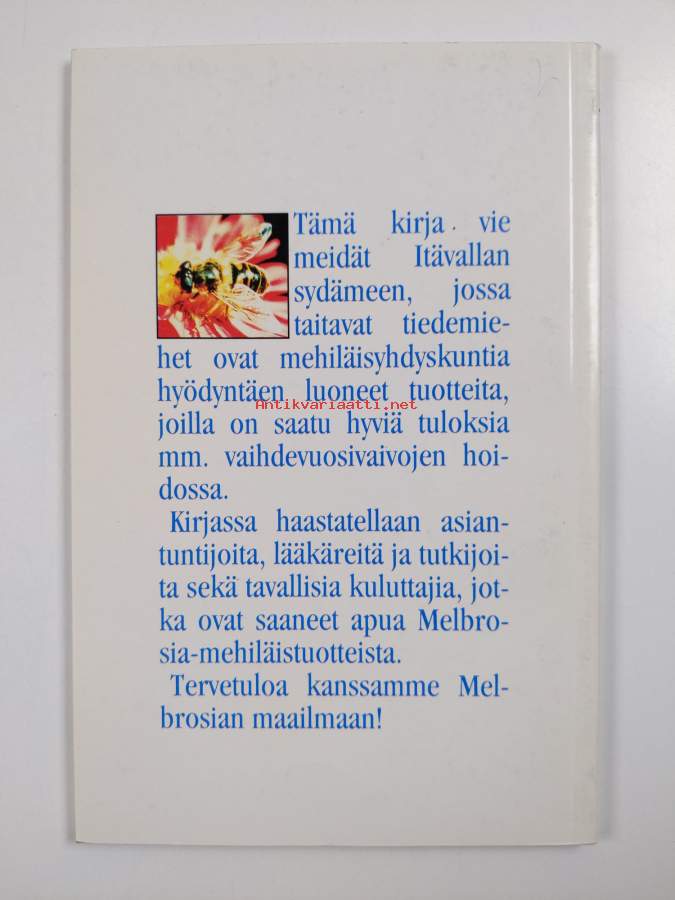 Tämä kirja vie
meidät Itävallan
sydämeen, jossa
taitavat tiedemie-
het ovat mehiläisyhdyskuntia
hyödyntäen luoneet tuotteita,
Antikvariaatti.net
joilla on saatu hyviä tuloksia
mm. vaihdevuosivaivojen hoi-
dossa.
Kirjassa haastatellaan asian-
tuntijoita, lääkäreitä ja tutkijoi-
ta sekä tavallisia kuluttajia, jot-
ka ovat saaneet apua Melbro-
sia-mehiläistuotteista.
Tervetuloa kanssamme Mel-
brosian maailmaan!